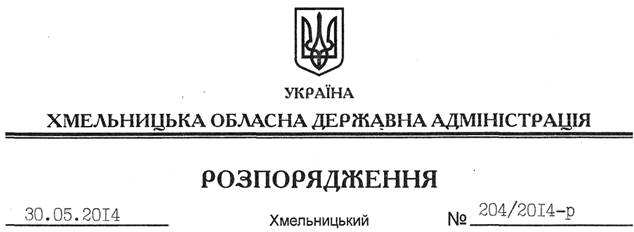 УКРАЇНА
ХМЕЛЬНИЦЬКА ОБЛАСНА ДЕРЖАВНА АДМІНІСТРАЦІЯ
РОЗПОРЯДЖЕННЯ
30.05.2014 Хмельницький № 204/2014-р